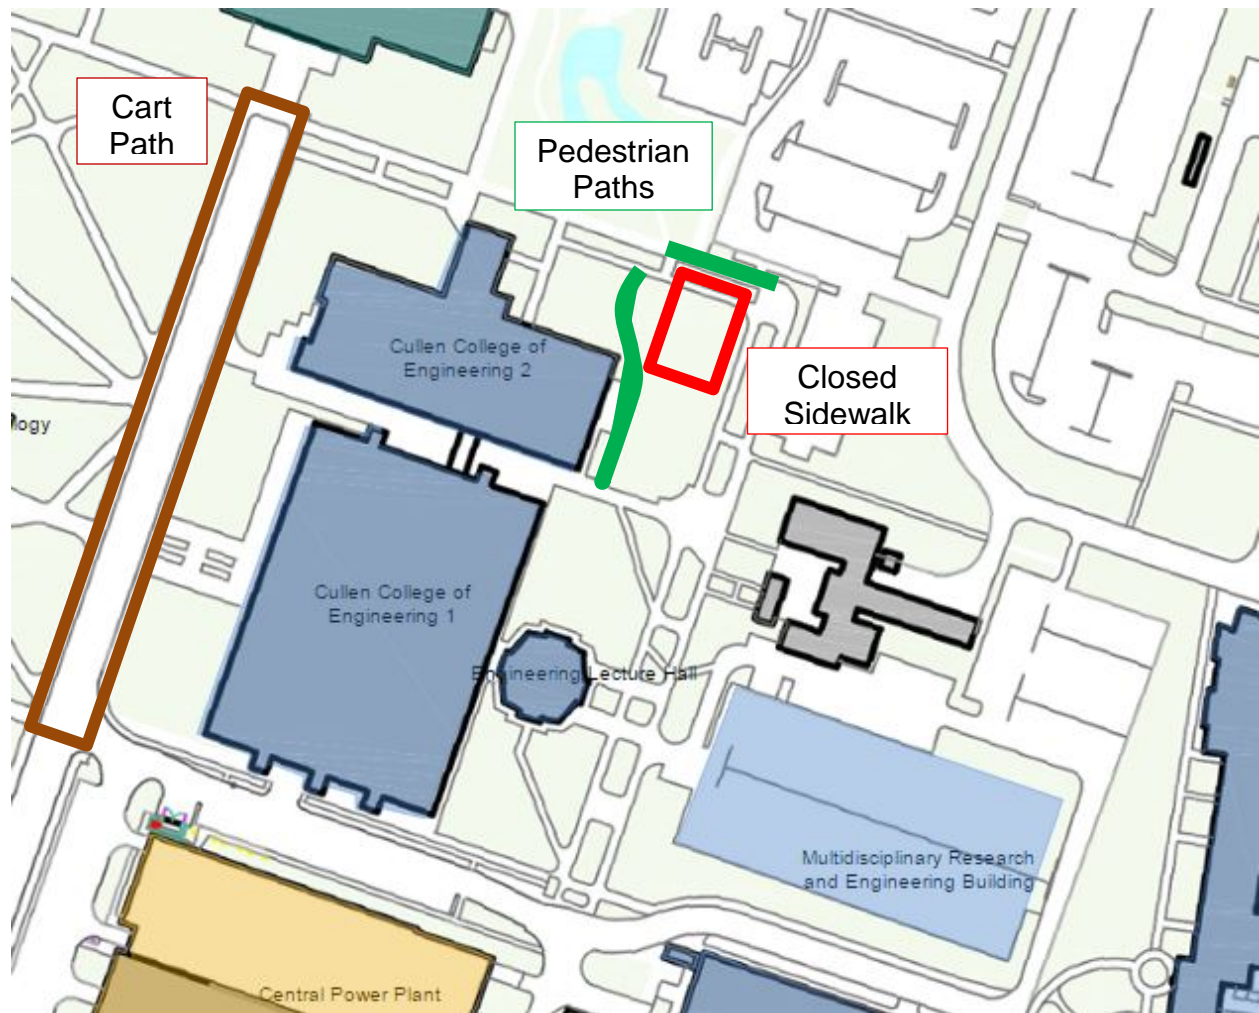 Cart
Path
Pedestrian
Paths
Cullen College of
Engineering 2
Closed
Sidewalk
logy
Cullen College of
Engineering 1
Engineering Lecture Hall
Multidisciplinary Research
and Engineering Building
Central Power Plant